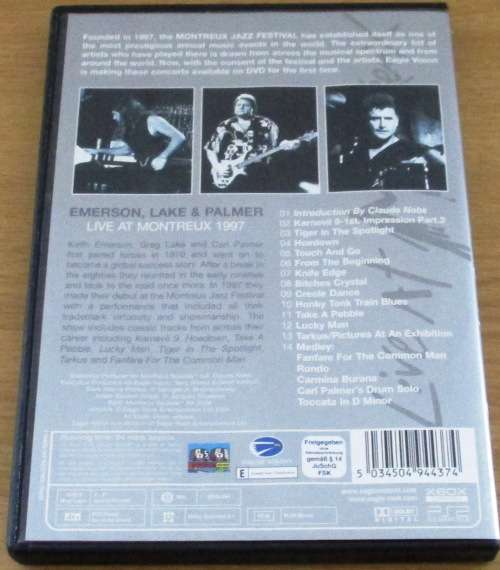 Founded in 1967, the MONTREUX JAZZ FESTIVAL has established itself as one of
the most prestigious annual music events in the world. The extraordinary list of
artists who have played there is drawn from across the musical spectrum and from
around the world. Now, with the consent of the festival and the artists, Eagle Vision
is making these concerts available on DVD for the first time.
EMERSON, LAKE & PALMER
LIVE AT MONTREUX 1997
Keith Emerson, Greg Lake and Carl Palmer
first joined forces in 1970 and went on to
become a global success story. After a break in
the eighties they reunited in the early nineties
and took to the road once more. In 1997 they
made their debut at the Montreux Jazz Festival
with a performance that included all their
trademark virtuosity and showmanship. The
show includes classic tracks from across their
career including Karnevil 9, Hoedown, Take A
Pebble, Lucky Man, Tiger In The Spotlight,
Tarkus and Fanfare For The Common Man.
01 Introduction By Claude Nobs
02 Karnevil 9-1st. Impression Part.2
03 Tiger In The Spotlight
04 Hoedown
05 Touch And Go
06 From The Beginning
07 Knife Edge
08 Bitches Crystal
09 Creole Dance
10 Honky Tonk Train Blues
11 Take A Pebble
12 Lucky Man
13 Tarkus/Pictures At An Exhibition
14 Medley:
Fanfare For The Common Man
Rondo
Carmina Burana
Carl Palmer's Drum Solo
Toccata In D Minor
Live At
E
Freigegeben
gemäß § 14
JuSchG
FSK
5 034504 944374
dts
DOLBY
DIGITAL
XBOX
PS2